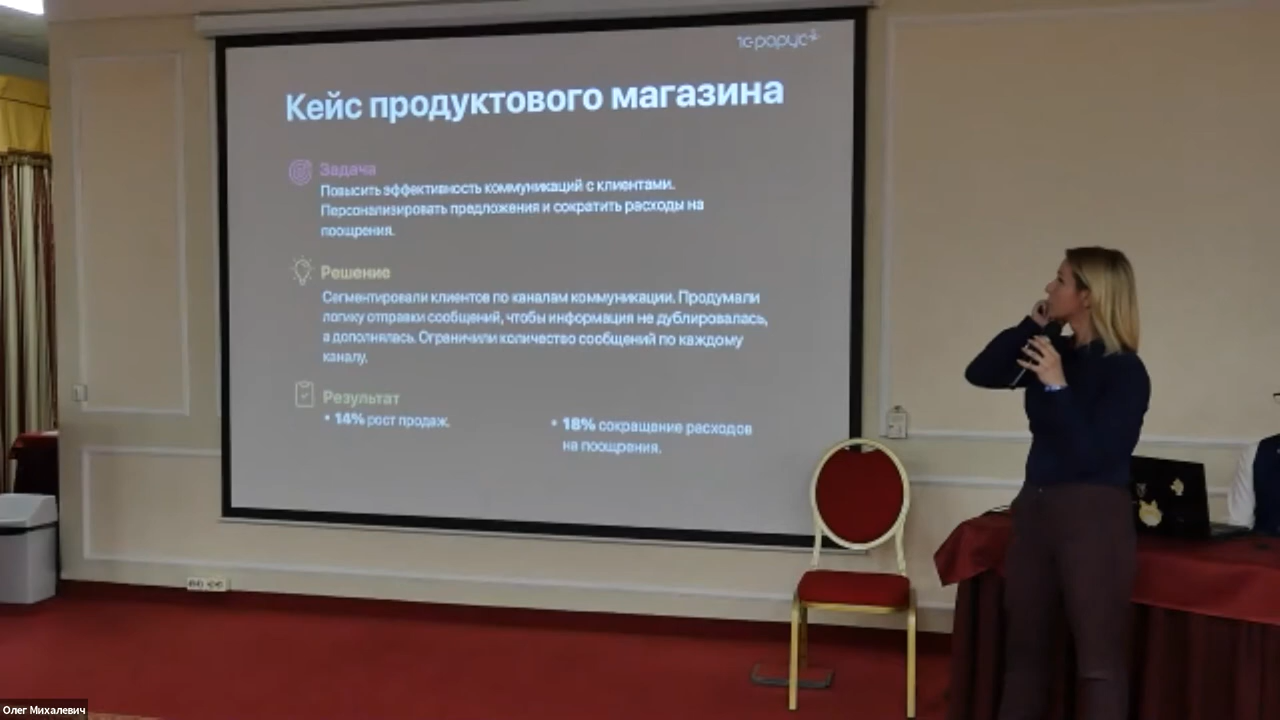 1С·рарус
Кейс продуктового магазина
Задача
Повысить эффективность коммуникаций с клиентами.
Персонализировать предложения и сократить расходы на
поощрения.
Решение
Сегментировали клиентов по каналам коммуникации. Продумали
логику отправки сообщений, чтобы информация не дублировалась,
а дополнялась. Ограничили количество сообщений по каждому
каналу.
Результат
• 14% рост продаж.
• 18% сокращение расходов
на поощрения.
Олег Михалевич